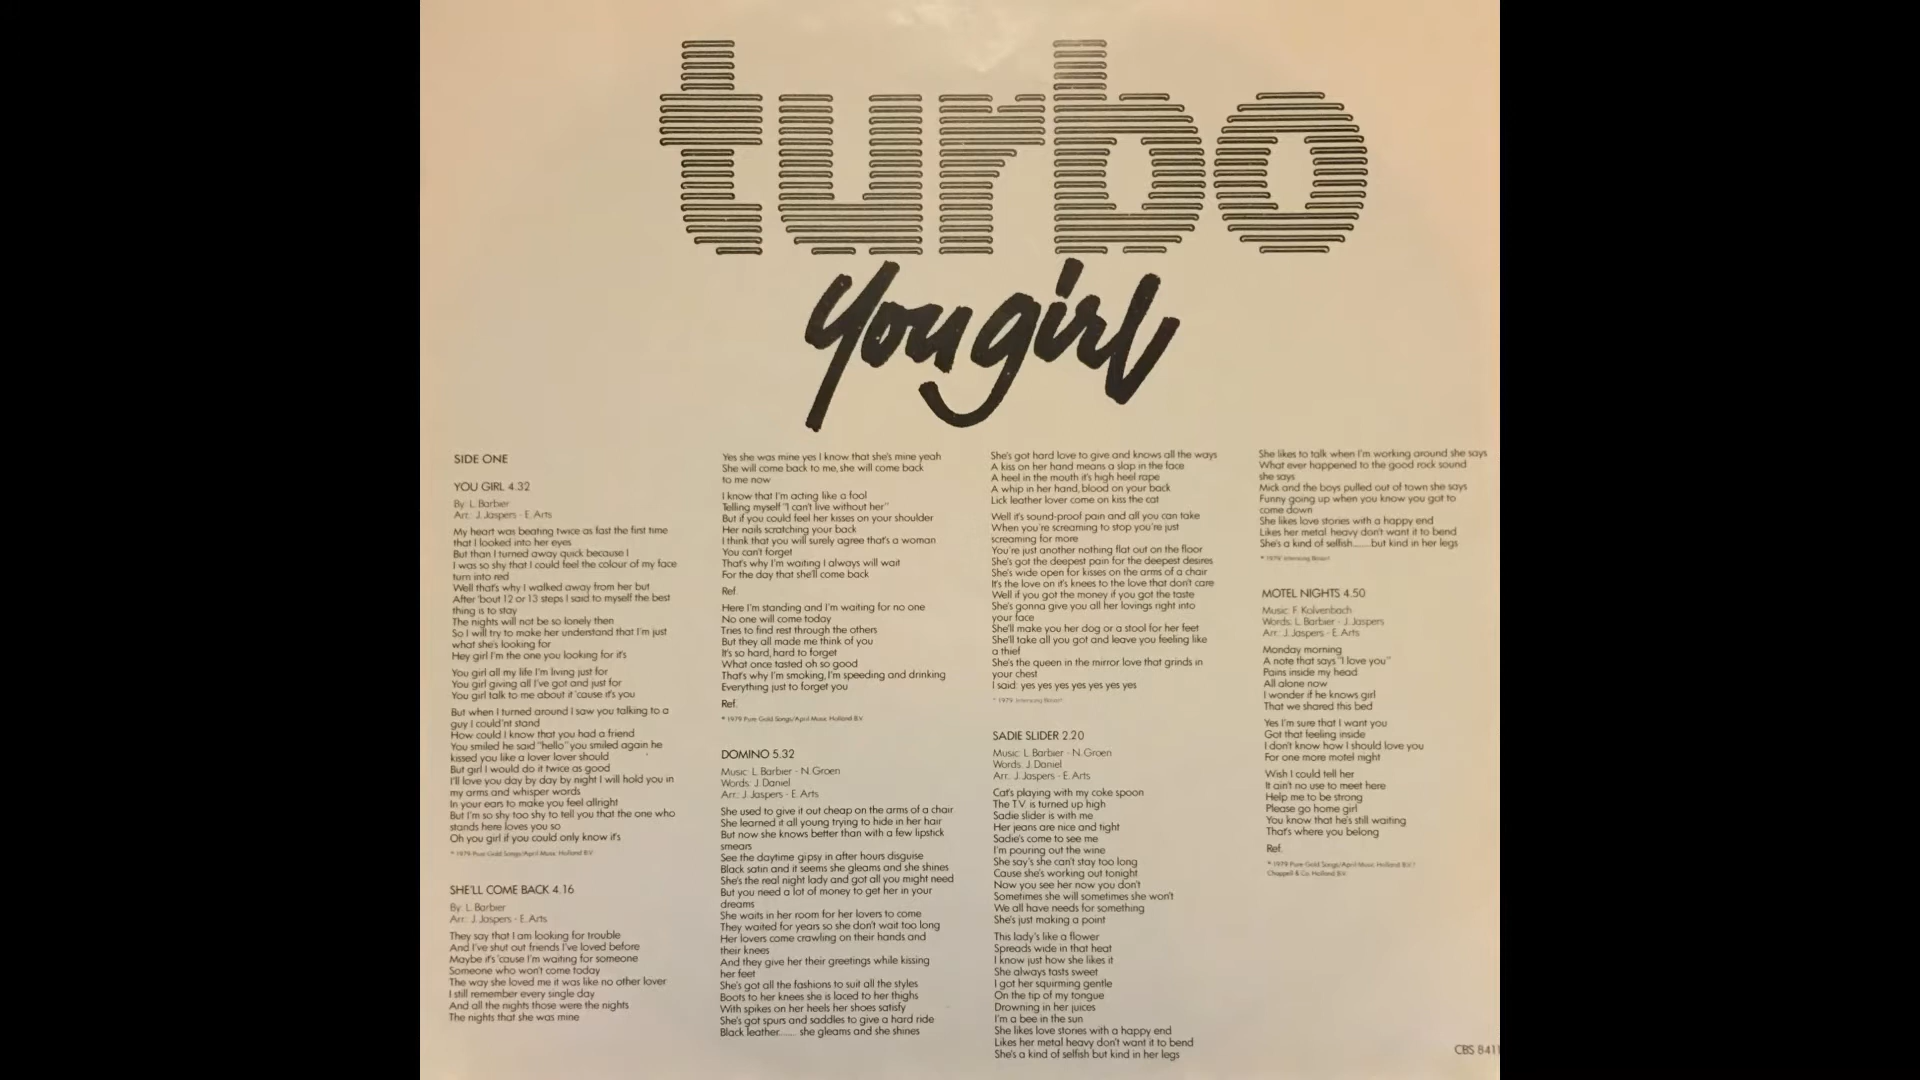 turbo
you girl
SIDE ONE
YOU GIRL 4.32
By: L. Barbier
Arr.: J. Jaspers - E. Arts
My heart was beating twice as fast the first time
that I looked into her eyes
But than I turned away quick because I
I was so shy that I could feel the colour of my face
turn into red
Well that's why I walked away from her but
After 'bout 12 or 13 steps I said to myself the best
thing is to stay
The nights will not be so lonely then
So I will try to make her understand that I'm just
what she's looking for
Hey girl I'm the one you looking for it's
You girl all my life I'm living just for
You girl giving all I've got and just for
You girl talk to me about it 'cause it's you
But when I turned around I saw you talking to a
guy I could'nt stand
How could I know that you had a friend
You smiled he said "hello" you smiled again he
kissed you like a lover lover should
But girl I would do it twice as good
I'll love you day by day by night I will hold you in
my arms and whisper words
In your ears to make you feel allright
But I'm so shy too shy to tell you that the one who
stands here loves you so
Oh you girl if you could only know it's
* 1979 Pure Gold Songs/April Music Holland B.V.
SHE'LL COME BACK 4.16
By: L. Barbier
Arr.: J. Jaspers - E. Arts
They say that I am looking for trouble
And I've shut out friends I've loved before
Maybe it's 'cause I'm waiting for someone
Someone who won't come today
The way she loved me it was like no other lover
I still remember every single day
And all the nights those were the nights
The nights that she was mine
Yes she was mine yes I know that she's mine yeah
She will come back to me, she will come back
to me now
I know that I'm acting like a fool
Telling myself "I can't live without her"
But if you could feel her kisses on your shoulder
Her nails scratching your back
I think that you will surely agree that's a woman
You can't forget
That's why I'm waiting I always will wait
For the day that she'll come back
Ref.
Here I'm standing and I'm waiting for no one
No one will come today
Tries to find rest through the others
But they all made me think of you
It's so hard, hard to forget
What once tasted oh so good
That's why I'm smoking, I'm speeding and drinking
Everything just to forget you
Ref.
* 1979 Pure Gold Songs/April Music Holland B.V.
DOMINO 5.32
Music: L. Barbier - N. Groen
Words: J. Daniel
Arr.: J. Jaspers - E. Arts
She used to give it out cheap on the arms of a chair
She learned it all young trying to hide in her hair
But now she knows better than with a few lipstick
smears
See the daytime gipsy in after hours disguise
Black satin and it seems she gleams and she shines
She's the real night lady and got all you might need
But you need a lot of money to get her in your
dreams
She waits in her room for her lovers to come
They waited for years so she don't wait too long
Her lovers come crawling on their hands and
their knees
And they give her their greetings while kissing
her feet
She's got all the fashions to suit all the styles
Boots to her knees she is laced to her thighs
With spikes on her heels her shoes satisfy
She's got spurs and saddles to give a hard ride
Black leather....... she gleams and she shines
She's got hard love to give and knows all the ways
A kiss on her hand means a slap in the face
A heel in the mouth it's high heel rape
A whip in her hand, blood on your back
Lick leather lover come on kiss the cat
Well it's sound-proof pain and all you can take
When you're screaming to stop you're just
screaming for more
You're just another nothing flat out on the floor
She's got the deepest pain for the deepest desires
She's wide open for kisses on the arms of a chair
It's the love on it's knees to the love that don't care
Well if you got the money if you got the taste
She's gonna give you all her lovings right into
your face
She'll make you her dog or a stool for her feet
She'll take all you got and leave you feeling like
a thief
She's the queen in the mirror love that grinds in
your chest
I said: yes yes yes yes yes yes yes
* 1979 Intersong Basart
SADIE SLIDER 2.20
Music: L. Barbier - N. Groen
Words: J. Daniel
Arr.: J. Jaspers - E. Arts
Cat's playing with my coke spoon
The T.V. is turned up high
Sadie slider is with me
Her jeans are nice and tight
Sadie's come to see me
I'm pouring out the wine
She say's she can't stay too long
Cause she's working out tonight
Now you see her now you don't
Sometimes she will sometimes she won't
We all have needs for something
She's just making a point
This lady's like a flower
Spreads wide in that heat
I know just how she likes it
She always tasts sweet
I got her squirming gentle
On the tip of my tongue
Drowning in her juices
I'm a bee in the sun
She likes love stories with a happy end
Likes her metal heavy don't want it to bend
She's a kind of selfish but kind in her legs
She likes to talk when I'm working around she says
What ever happened to the good rock sound
she says
Mick and the boys pulled out of town she says
Funny going up when you know you got to
come down
She likes love stories with a happy end
Likes her metal heavy don't want it to bend
She's a kind of selfish.......but kind in her legs
* 1979 Intersong Basart
MOTEL NIGHTS 4.50
Music: F. Kalvenbach
Words: L. Barbier - J. Jaspers
Arr.: J. Jaspers - E. Arts
Monday morning
A note that says "I love you"
Pains inside my head
All alone now
I wonder if he knows girl
That we shared this bed
Yes I'm sure that I want you
Got that feeling inside
I don't know how I should love you
For one more motel night
Wish I could tell her
It ain't no use to meet here
Help me to be strong
Please go home girl
You know that he's still waiting
That's where you belong
Ref.
* 1979 Pure Gold Songs/April Music Holland B.V./
Chappell & Co. Holland B.V.
CBS 841